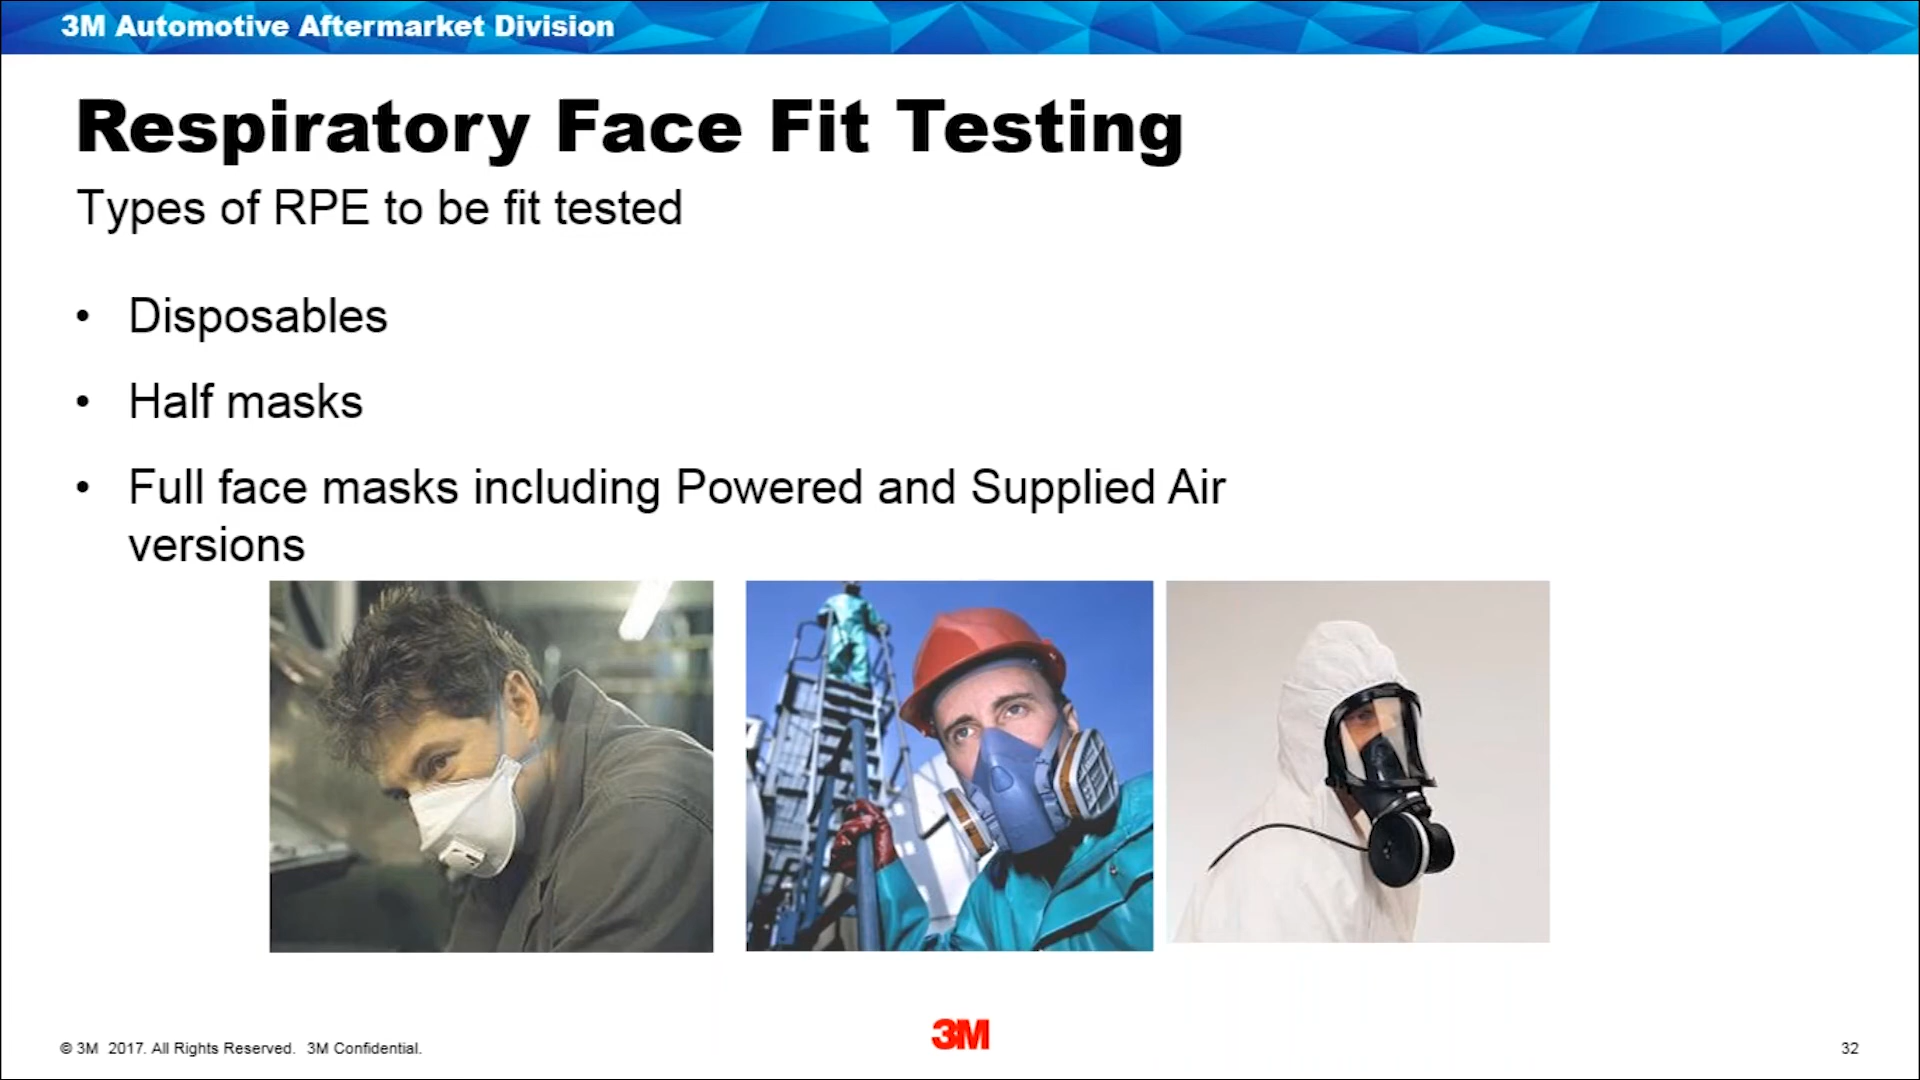 3M Automotive Aftermarket Division
Respiratory Face Fit Testing
Types of RPE to be fit tested
• Disposables
• Half masks
• Full face masks including Powered and Supplied Air
versions
3M
© 3M 2017. All Rights Reserved. 3M Confidential.
32